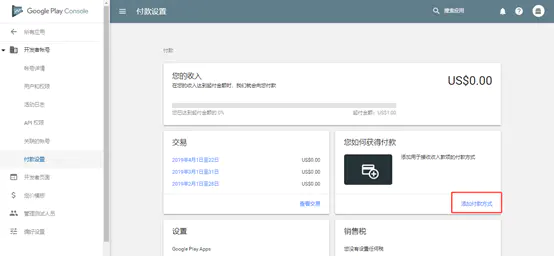 Google Play Console
付款设置
搜索应用
所有应用
开发者帐号
帐号详情
用户和权限
活动日志
API 权限
关联的帐号
付款设置
开发者页面
定价模板
管理测试人员
偏好设置
付款
您的收入
在您的收入达到起付金额时，我们就会向您付款
US$0.00
您已达到起付金额的 0%
起付金额：US$1.00
交易
2019年4月1日至22日
US$0.00
2019年3月1日至31日
US$0.00
2019年2月1日至28日
US$0.00
查看交易
您如何获得付款
添加用于接收收入款项的付款方式
添加付款方式
设置
Google Play Apps
销售税
您没有设置任何税